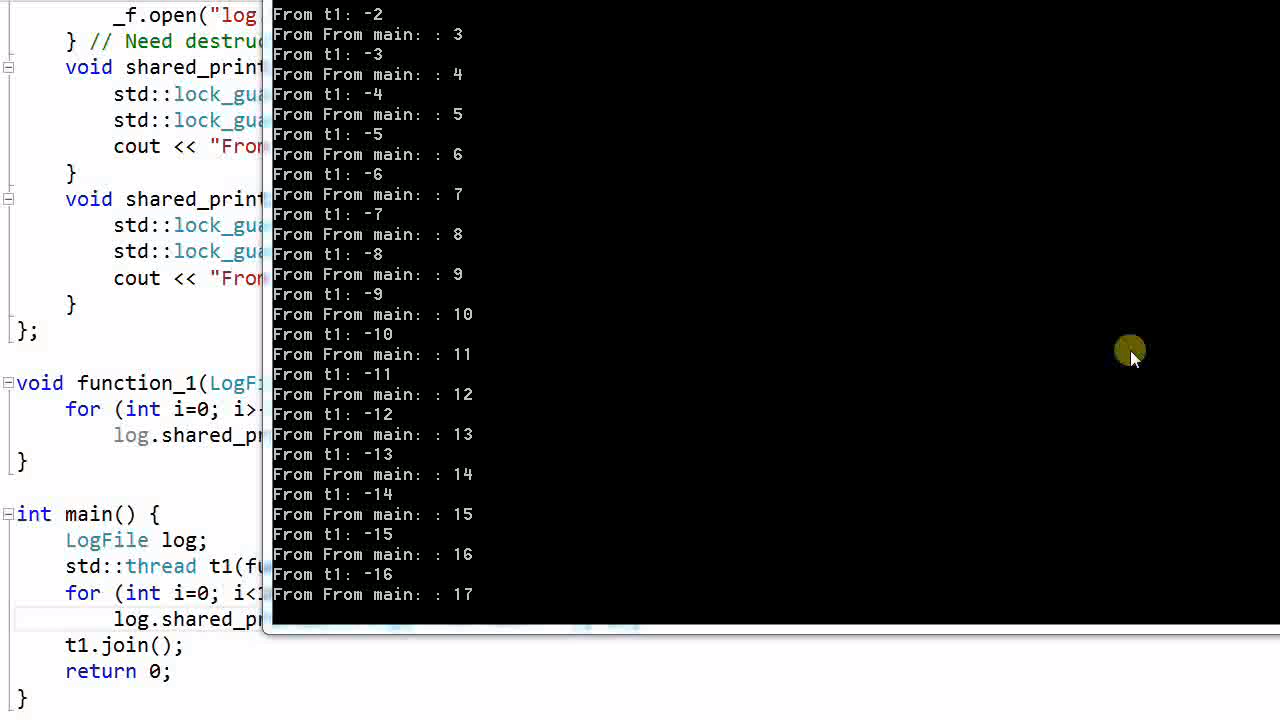 _f.open("log.
} // Need destruc
void shared_print
std::lock_gua
std::lock_gua
cout << "From
}
void shared_print
std::lock_gua
std::lock_gua
cout << "From
}
};
void function_1(LogFi
for (int i=0; i>-
log.shared_pr
}
int main() {
LogFile log;
std::thread t1(fu
for (int i=0; i<1
log.shared_pr
t1.join();
return 0;
}
From t1: -2
From From main: : 3
From t1: -3
From From main: : 4
From t1: -4
From From main: : 5
From t1: -5
From From main: : 6
From t1: -6
From From main: : 7
From t1: -7
From From main: : 8
From t1: -8
From From main: : 9
From t1: -9
From From main: : 10
From t1: -10
From From main: : 11
From t1: -11
From From main: : 12
From t1: -12
From From main: : 13
From t1: -13
From From main: : 14
From t1: -14
From From main: : 15
From t1: -15
From From main: : 16
From t1: -16
From From main: : 17